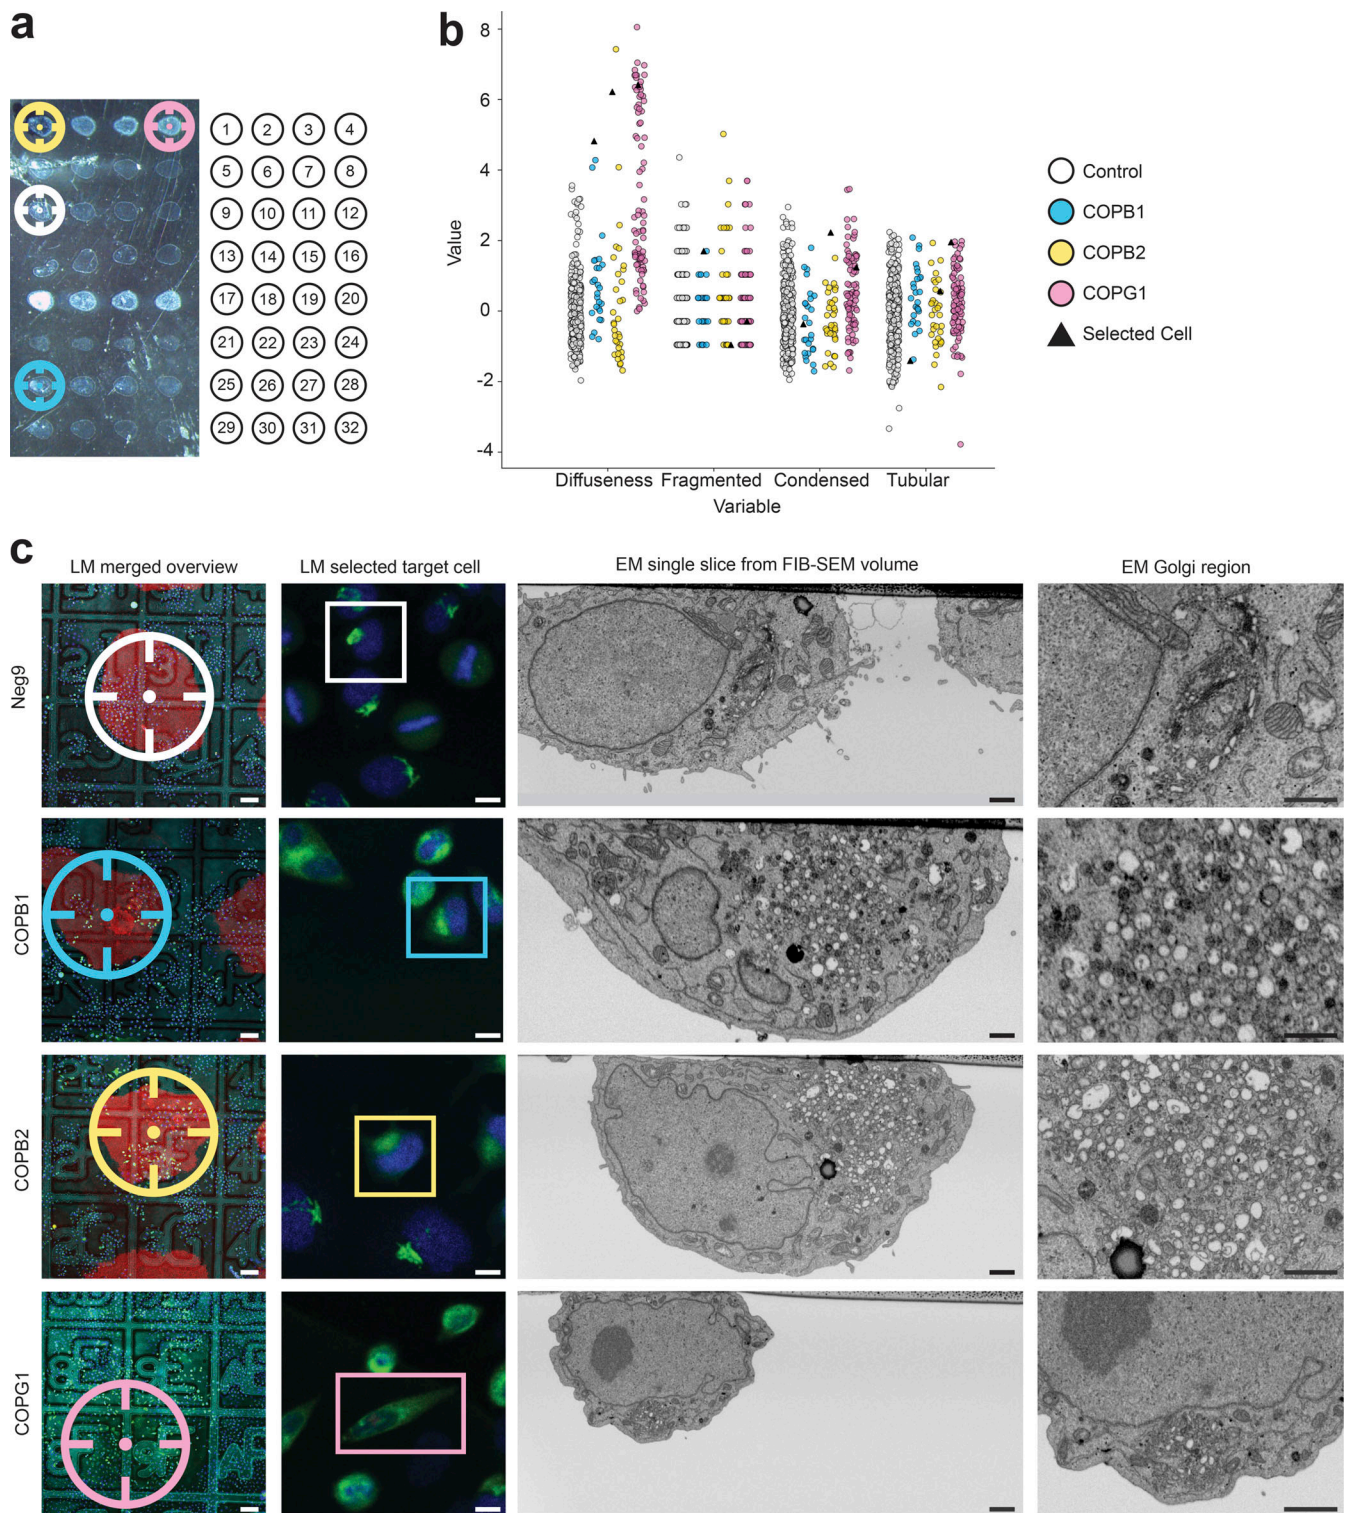 a
1 2 3 4
5 6 7 8
9 10 11 12
13 14 15 16
17 18 19 20
21 22 23 24
25 26 27 28
29 30 31 32
b
Value
8
6
4
2
0
-2
-4
Diffuseness Fragmented Condensed Tubular
Variable
Control
COPB1
COPB2
COPG1
Selected Cell
c
LM merged overview LM selected target cell EM single slice from FIB-SEM volume EM Golgi region
Neg9
COPB1
COPB2
COPG1